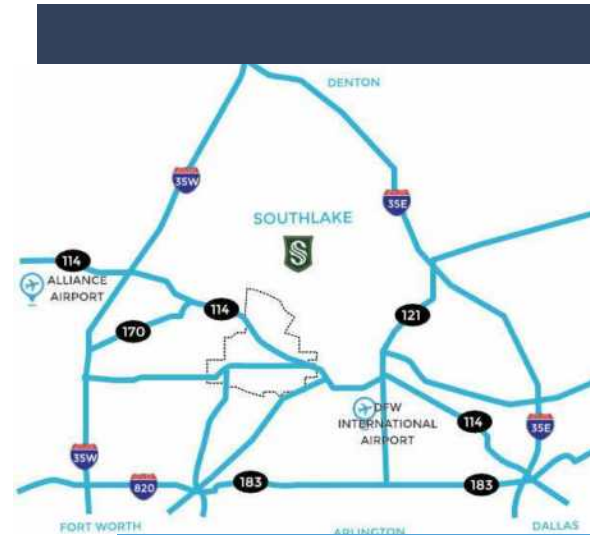 DENTON
35W
35E
SOUTHLAKE
S
114
ALLIANCE
AIRPORT
114
121
170
DFW
INTERNATIONAL
AIRPORT
114
35E
35W
820
183
183
FORT WORTH
ARLINGTON
DALLAS